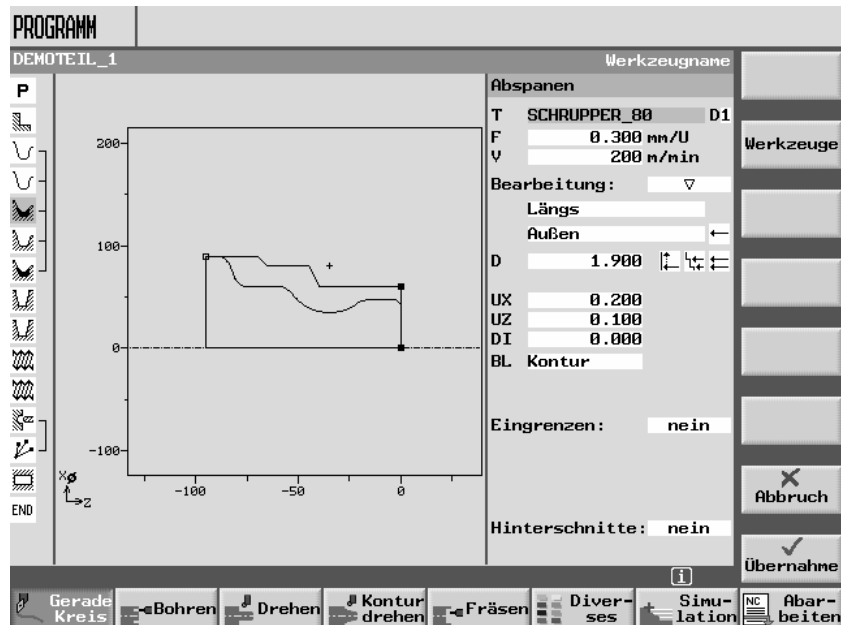 PROGRAMM
DEMOTEIL_1 Werkzeugname
P
END
200
100
0
-100
-100 -50 0
X⌀
Z
Abspanen
T SCHRUPPER_80 D1
F 0.300 mm/U
V 200 m/min
Bearbeitung: ▽
Längs
Außen ←
D 1.900
UX 0.200
UZ 0.100
DI 0.000
BL Kontur
Eingrenzen: nein
Hinterschnitte: nein
i
Werkzeuge
Abbruch
Übernahme
Gerade
Kreis
Bohren
Drehen
Kontur
drehen
Fräsen
Diver-
ses
Simu-
lation
NC Abar-
beiten